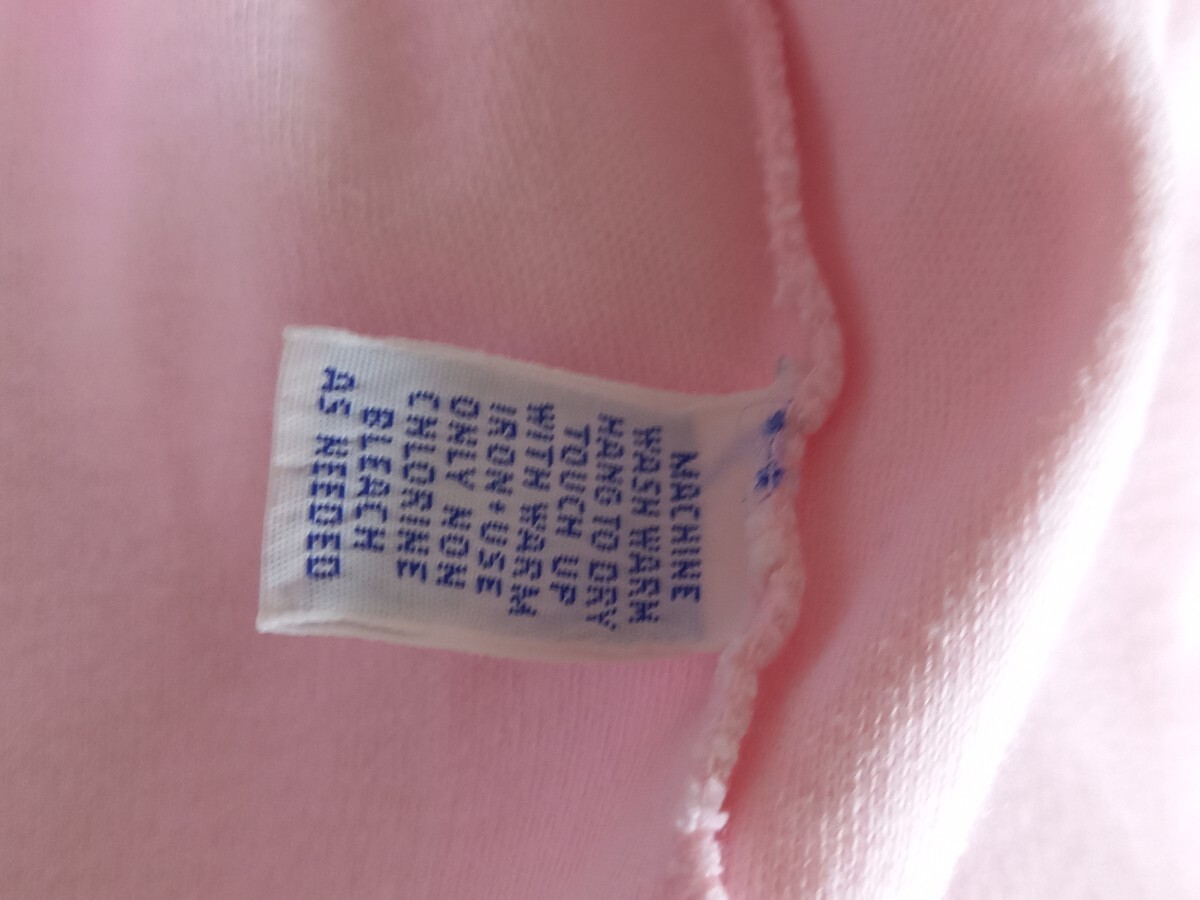 MACHINE
WASH WARM
HANG TO DRY
TOUCH UP
WITH WARM
IRON•USE
ONLY NON
CHLORINE
BLEACH
AS NEEDED